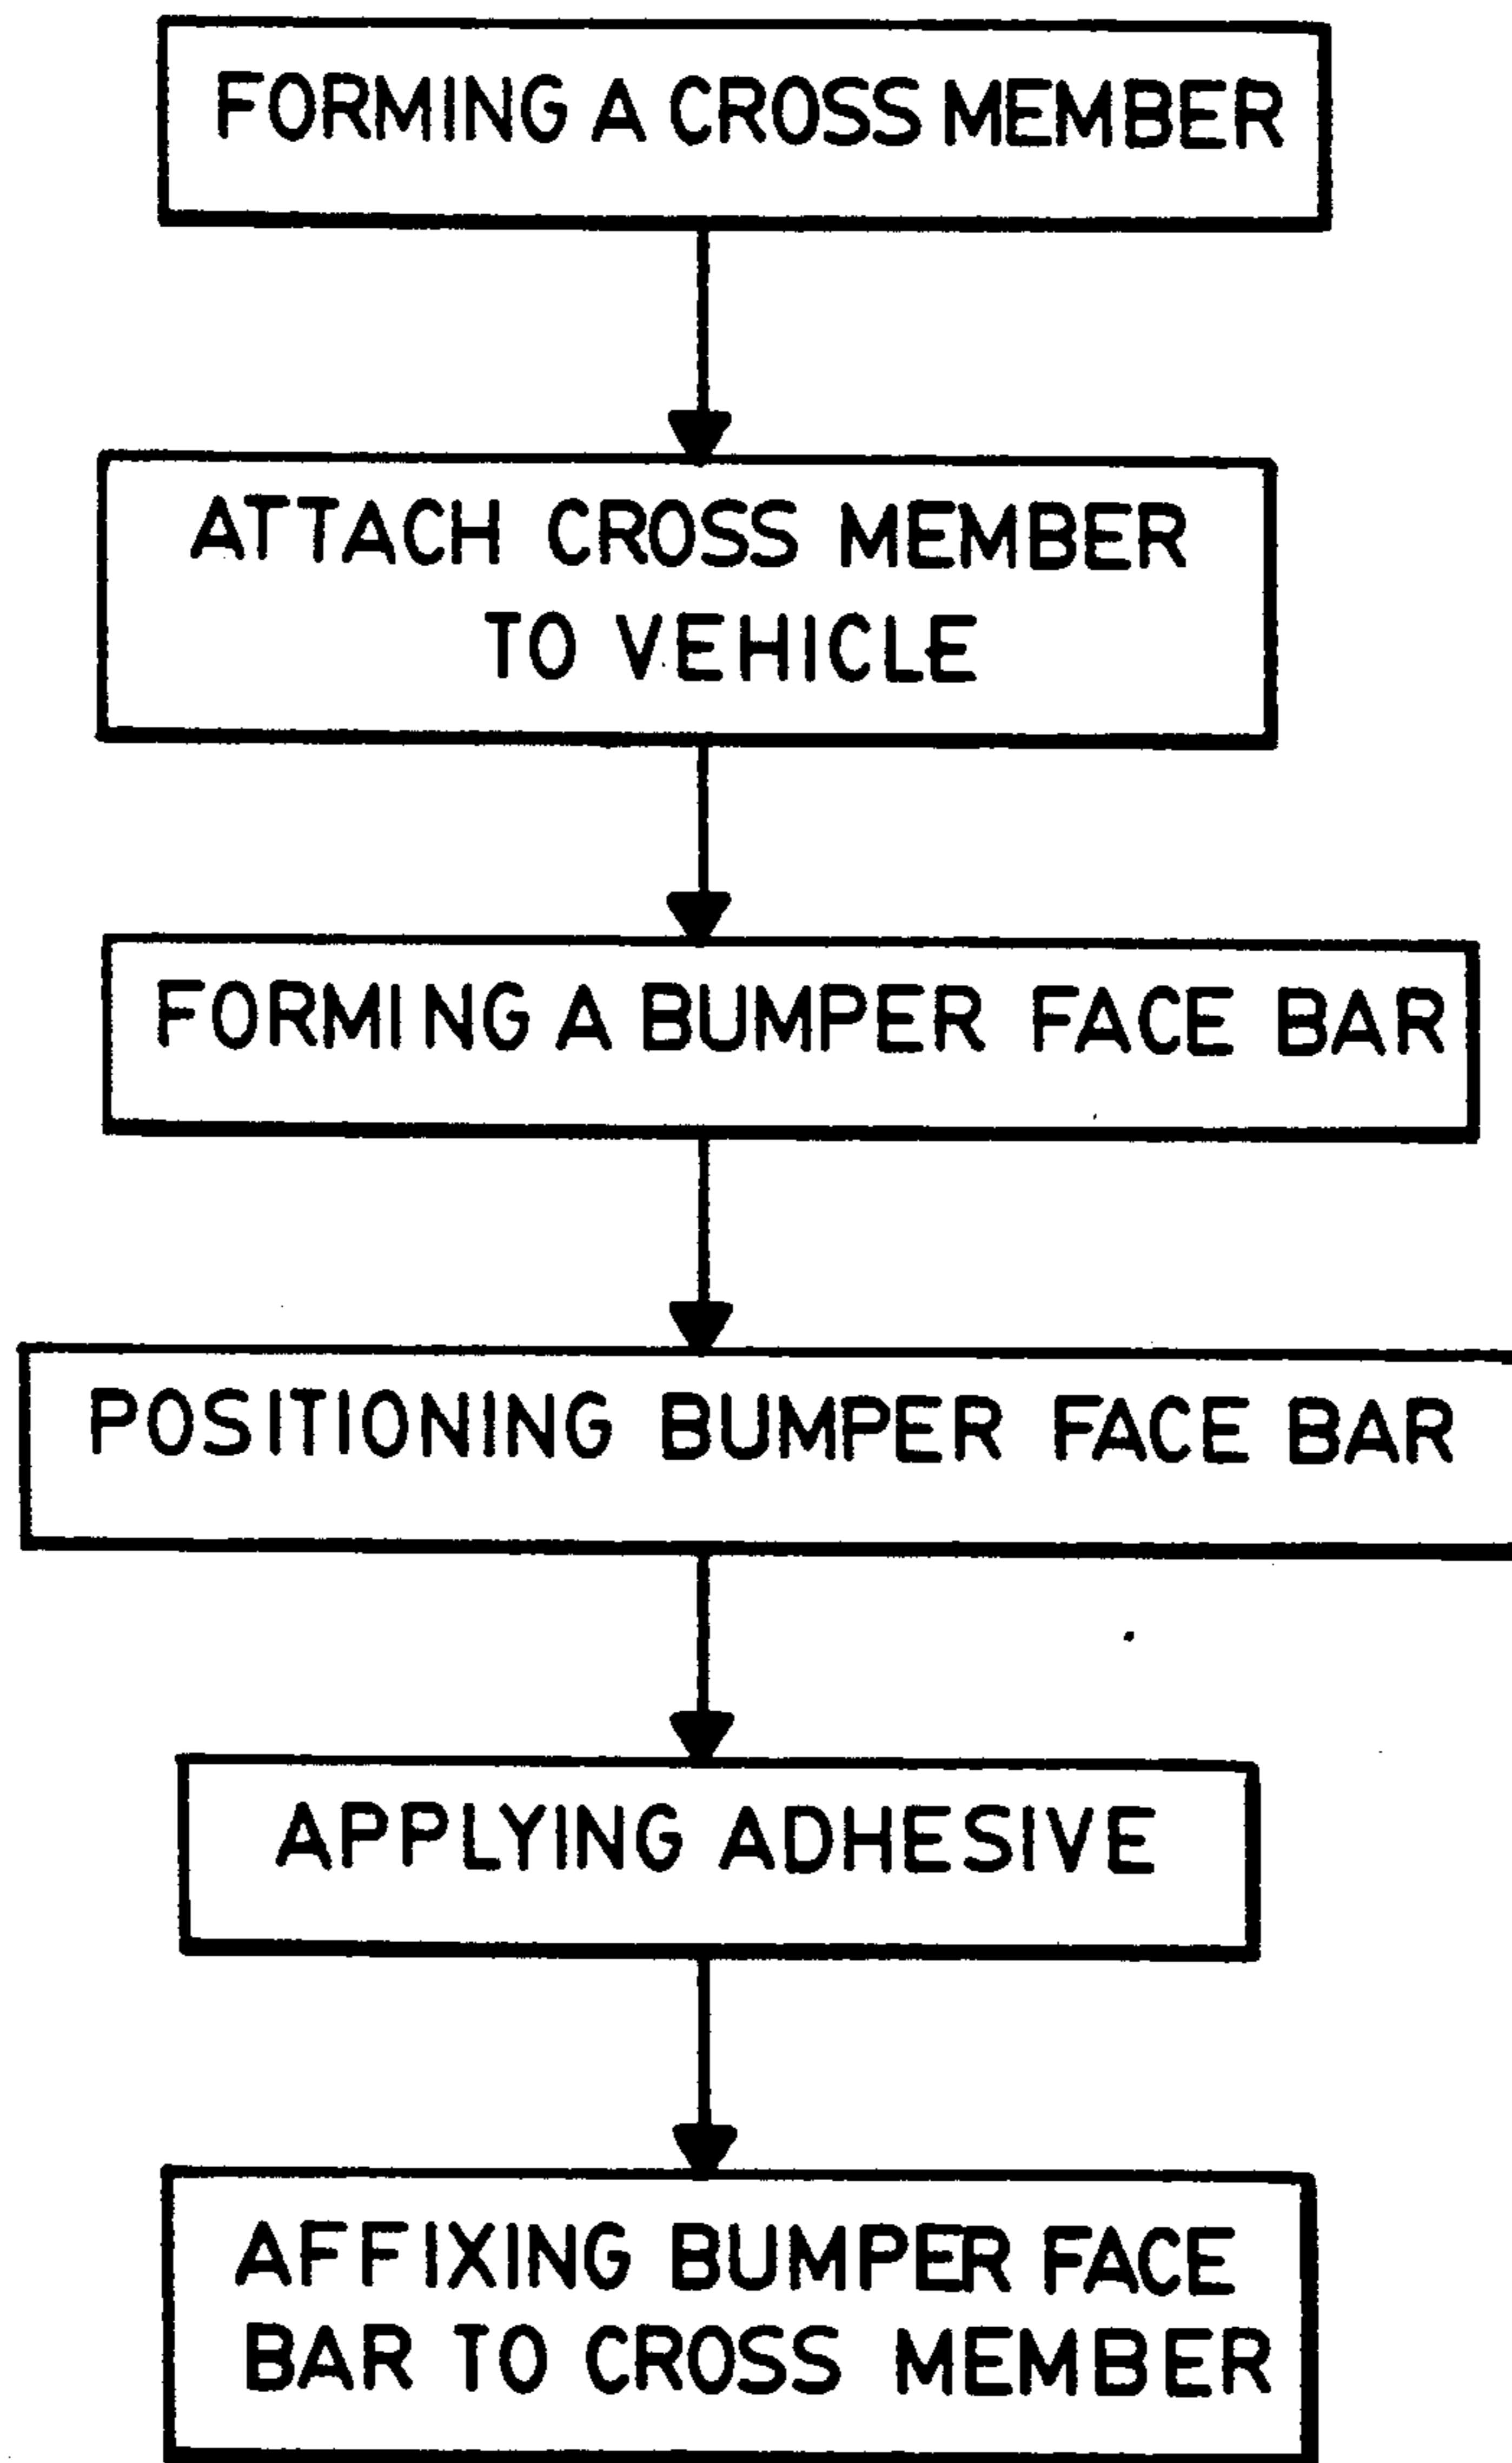 FORMING A CROSS MEMBER
ATTACH CROSS MEMBER
TO VEHICLE
FORMING A BUMPER FACE BAR
POSITIONING BUMPER FACE BAR
APPLYING ADHESIVE
AFFIXING BUMPER FACE
BAR TO CROSS MEMBER